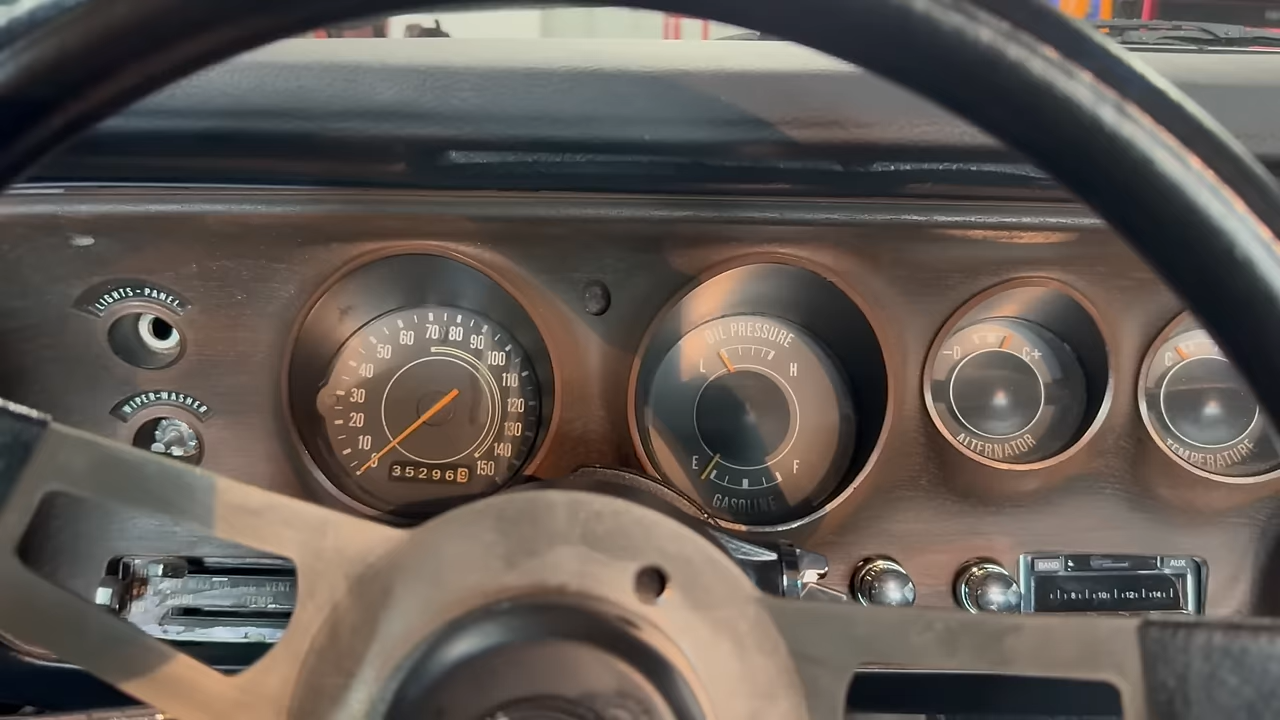 LIGHTS-PANEL
WIPER-WASHER
0 10 20 30 40 50 60 70 80 90 100 110 120 130 140 150
352969
OIL PRESSURE
L H
E F
GASOLINE
-D C+
ALTERNATOR
C
TEMPERATURE
VENT
TEMP
BAND AUX
8 10 12 14